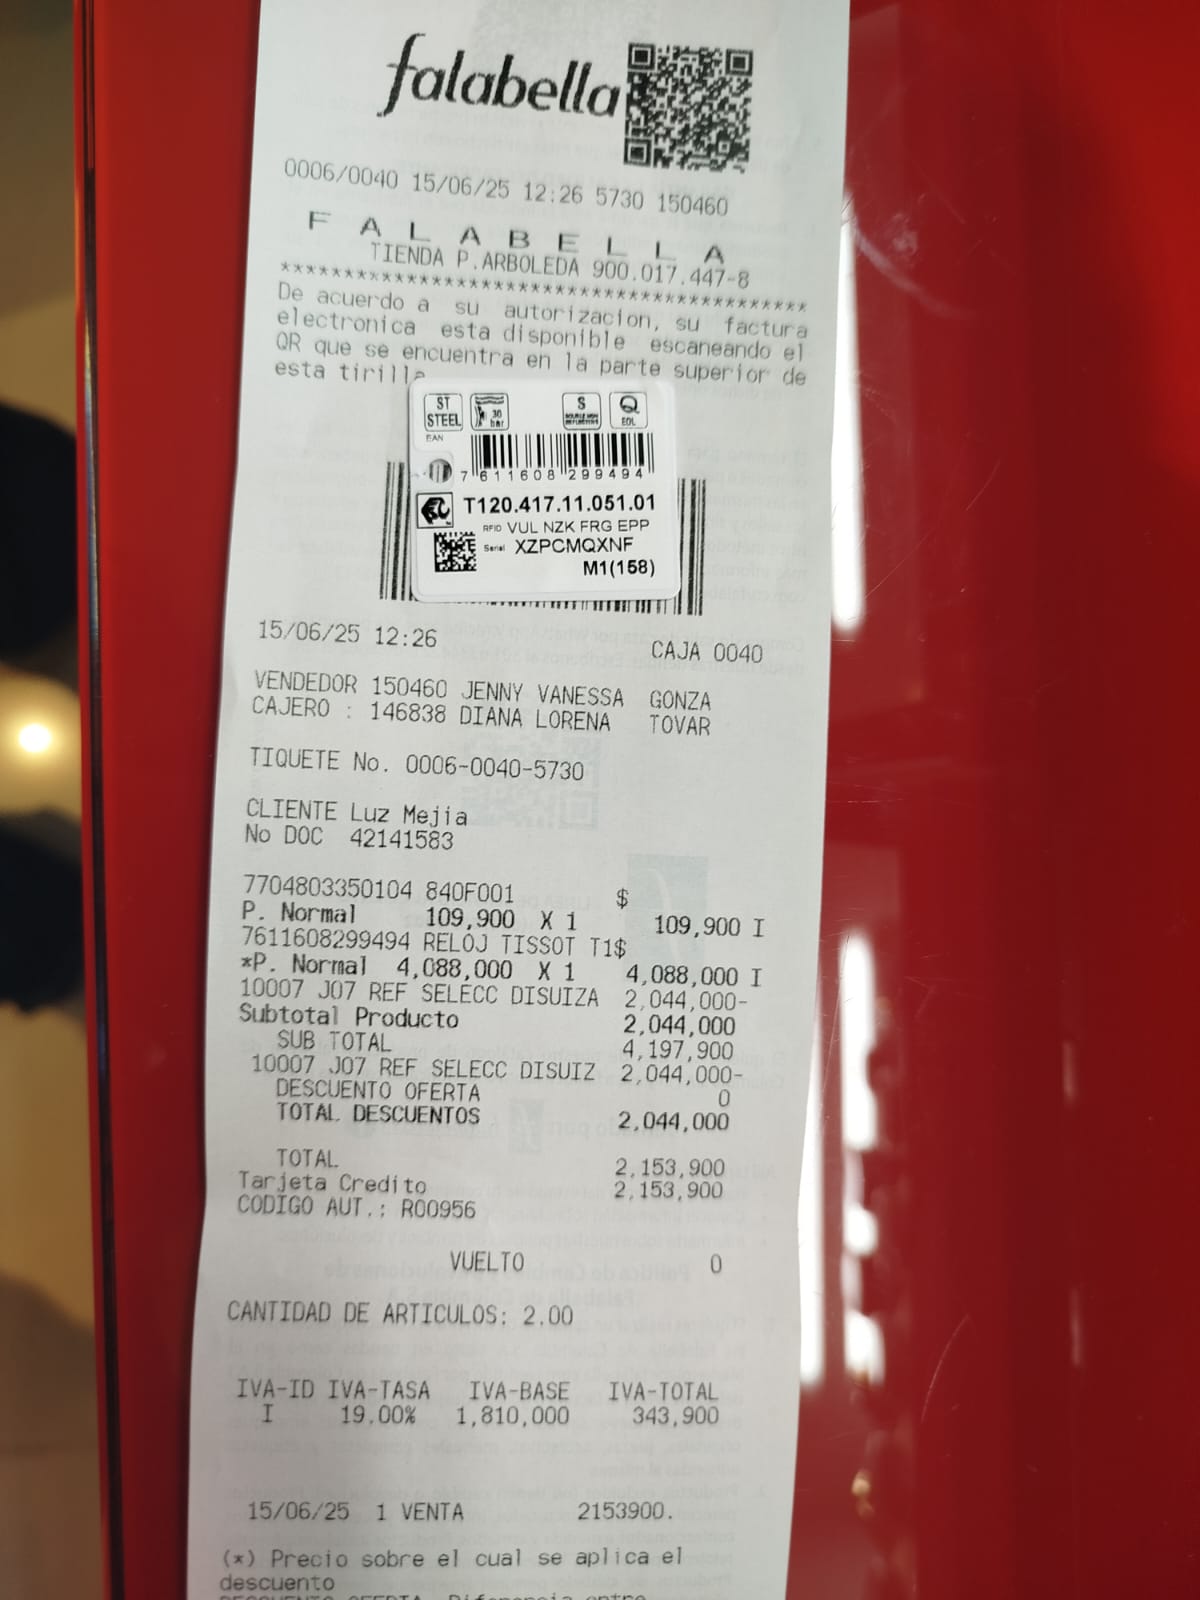 falabella
0006/0040 15/06/25 12:26 5730 150460
F A L A B E L L A
TIENDA P.ARBOLEDA 900.017.447-8
******************************************
De acuerdo a su autorizacion, su factura
electronica esta disponible escaneando el
QR que se encuentra en la parte superior de
esta tirilla
ST STEEL
30 bar
S
Q EOL
EAN
7 611608 299494
T120.417.11.051.01
RFID VUL NZK FRG EPP
Serial XZPCMQXNF
M1(158)
15/06/25 12:26 CAJA 0040
VENDEDOR 150460 JENNY VANESSA GONZA
CAJERO : 146838 DIANA LORENA TOVAR
TIQUETE No. 0006-0040-5730
CLIENTE Luz Mejia
No DOC 42141583
7704803350104 840F001 $
P. Normal 109,900 X 1 109,900 I
7611608299494 RELOJ TISSOT T1$
*P. Normal 4,088,000 X 1 4,088,000 I
10007 J07 REF SELECC DISUIZA 2,044,000-
Subtotal Producto 2,044,000
SUB TOTAL 4,197,900
10007 J07 REF SELECC DISUIZ 2,044,000-
DESCUENTO OFERTA 0
TOTAL DESCUENTOS 2,044,000
TOTAL 2,153,900
Tarjeta Credito 2,153,900
CODIGO AUT.: R00956
VUELTO 0
CANTIDAD DE ARTICULOS: 2.00
IVA-ID IVA-TASA IVA-BASE IVA-TOTAL
I 19.00% 1,810,000 343,900
15/06/25 1 VENTA 2153900.
(*) Precio sobre el cual se aplica el
descuento